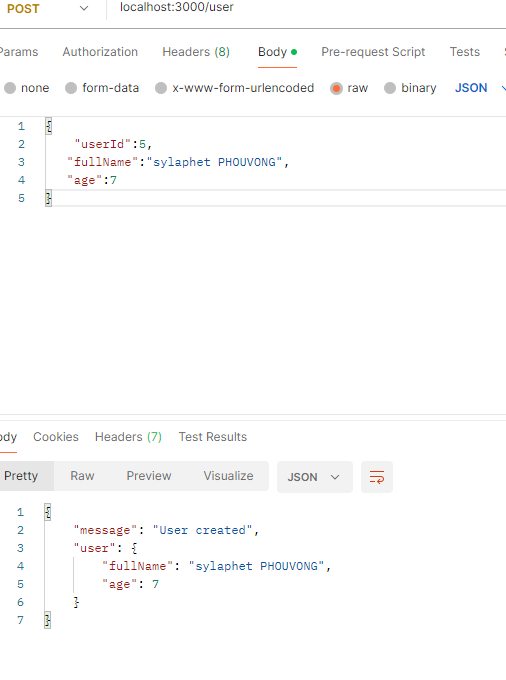 POST localhost:3000/user
Params Authorization Headers (8) Body Pre-request Script Tests
none form-data x-www-form-urlencoded raw binary JSON
1 {
2 "userId":5,
3 "fullName":"sylaphet PHOUVONG",
4 "age":7
5 }
ody Cookies Headers (7) Test Results
Pretty Raw Preview Visualize JSON
1 {
2 "message": "User created",
3 "user": {
4 "fullName": "sylaphet PHOUVONG",
5 "age": 7
6 }
7 }